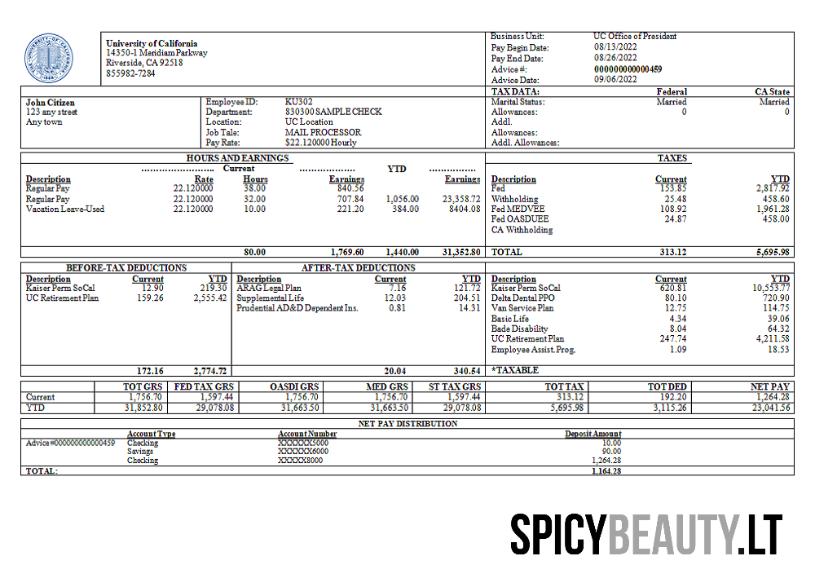 University of California
14350-1 Meridiam Parkway
Riverside, CA 92518
855982-7284
Business Unit: UC Office of President
Pay Begin Date: 08/13/2022
Pay End Date: 08/26/2022
Advice #: 000000000000459
Advice Date: 09/06/2022
John Citizen
123 any street
Any town
Employee ID: KU302
Department: 830300 SAMPLE CHECK
Location: UC Location
Job Tale: MAIL PROCESSOR
Pay Rate: $22.120000 Hourly
TAX DATA: Federal CA State
Marital Status: Married Married
Allowances: 0 0
Addl.
Allowances:
Addl. Allowances:
HOURS AND EARNINGS
Current YTD
Description Rate Hours Earnings Earnings
Regular Pay 22.120000 38.00 840.56
Regular Pay 22.120000 32.00 707.84 1,056.00 23,358.72
Vacation Leave-Used 22.120000 10.00 221.20 384.00 8404.08
80.00 1,769.60 1,440.00 31,352.80
TAXES
Description Current YTD
Fed 153.85 2,817.92
Withholding 25.48 458.60
Fed MEDVEE 108.92 1,961.28
Fed OASDUEE 24.87 458.00
CA Withholding
TOTAL 313.12 5,695.98
BEFORE-TAX DEDUCTIONS
Description Current YTD
Kaiser Perm SoCal 12.90 219.30
UC Retirement Plan 159.26 2,555.42
172.16 2,774.72
AFTER-TAX DEDUCTIONS
Description Current YTD
ARAG Legal Plan 7.16 121.72
Supplemental Life 12.03 204.51
Prudential AD&D Dependent Ins. 0.81 14.31
20.04 340.54
Description Current YTD
Kaiser Perm SoCal 620.81 10,553.77
Delta Dental PPO 80.10 720.90
Van Service Plan 12.75 114.75
Basic Life 4.34 39.06
Bade Disability 8.04 64.32
UC Retirement Plan 247.74 4,211.58
Employee Assist. Prog. 1.09 18.53
*TAXABLE
TOT GRS FED TAX GRS OASDI GRS MED GRS ST TAX GRS TOT TAX TOT DED NET PAY
Current 1,756.70 1,597.44 1,756.70 1,756.70 1,597.44 313.12 192.20 1,264.28
YTD 31,852.80 29,078.08 31,663.50 31,663.50 29,078.08 5,695.98 3,115.26 23,041.56
NET PAY DISTRIBUTION
Account Type Account Number Deposit Amount
Advice #000000000000459 Checking XXXXXX5000 10.00
Savings XXXXXX6000 90.00
Checking XXXXXX8000 1,264.28
TOTAL: 1,164.28
SPICYBEAUTY.LT